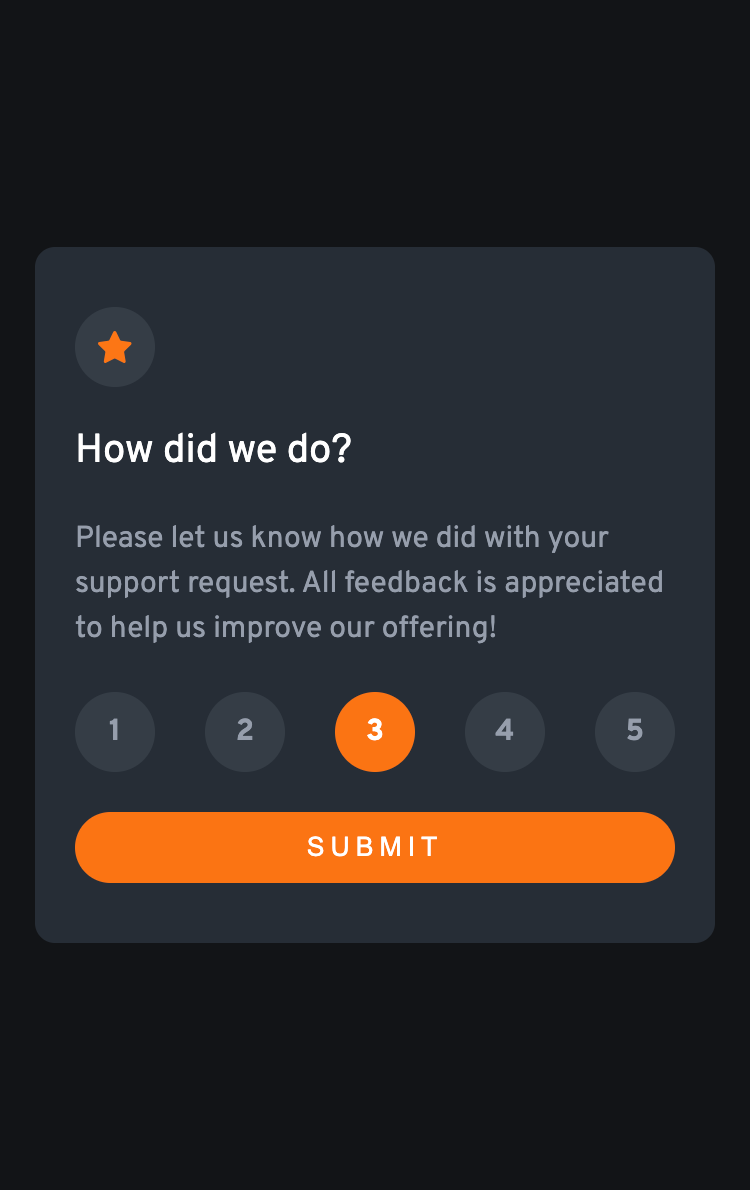 How did we do?
Please let us know how we did with your
support request. All feedback is appreciated
to help us improve our offering!
1 2 3 4 5
SUBMIT